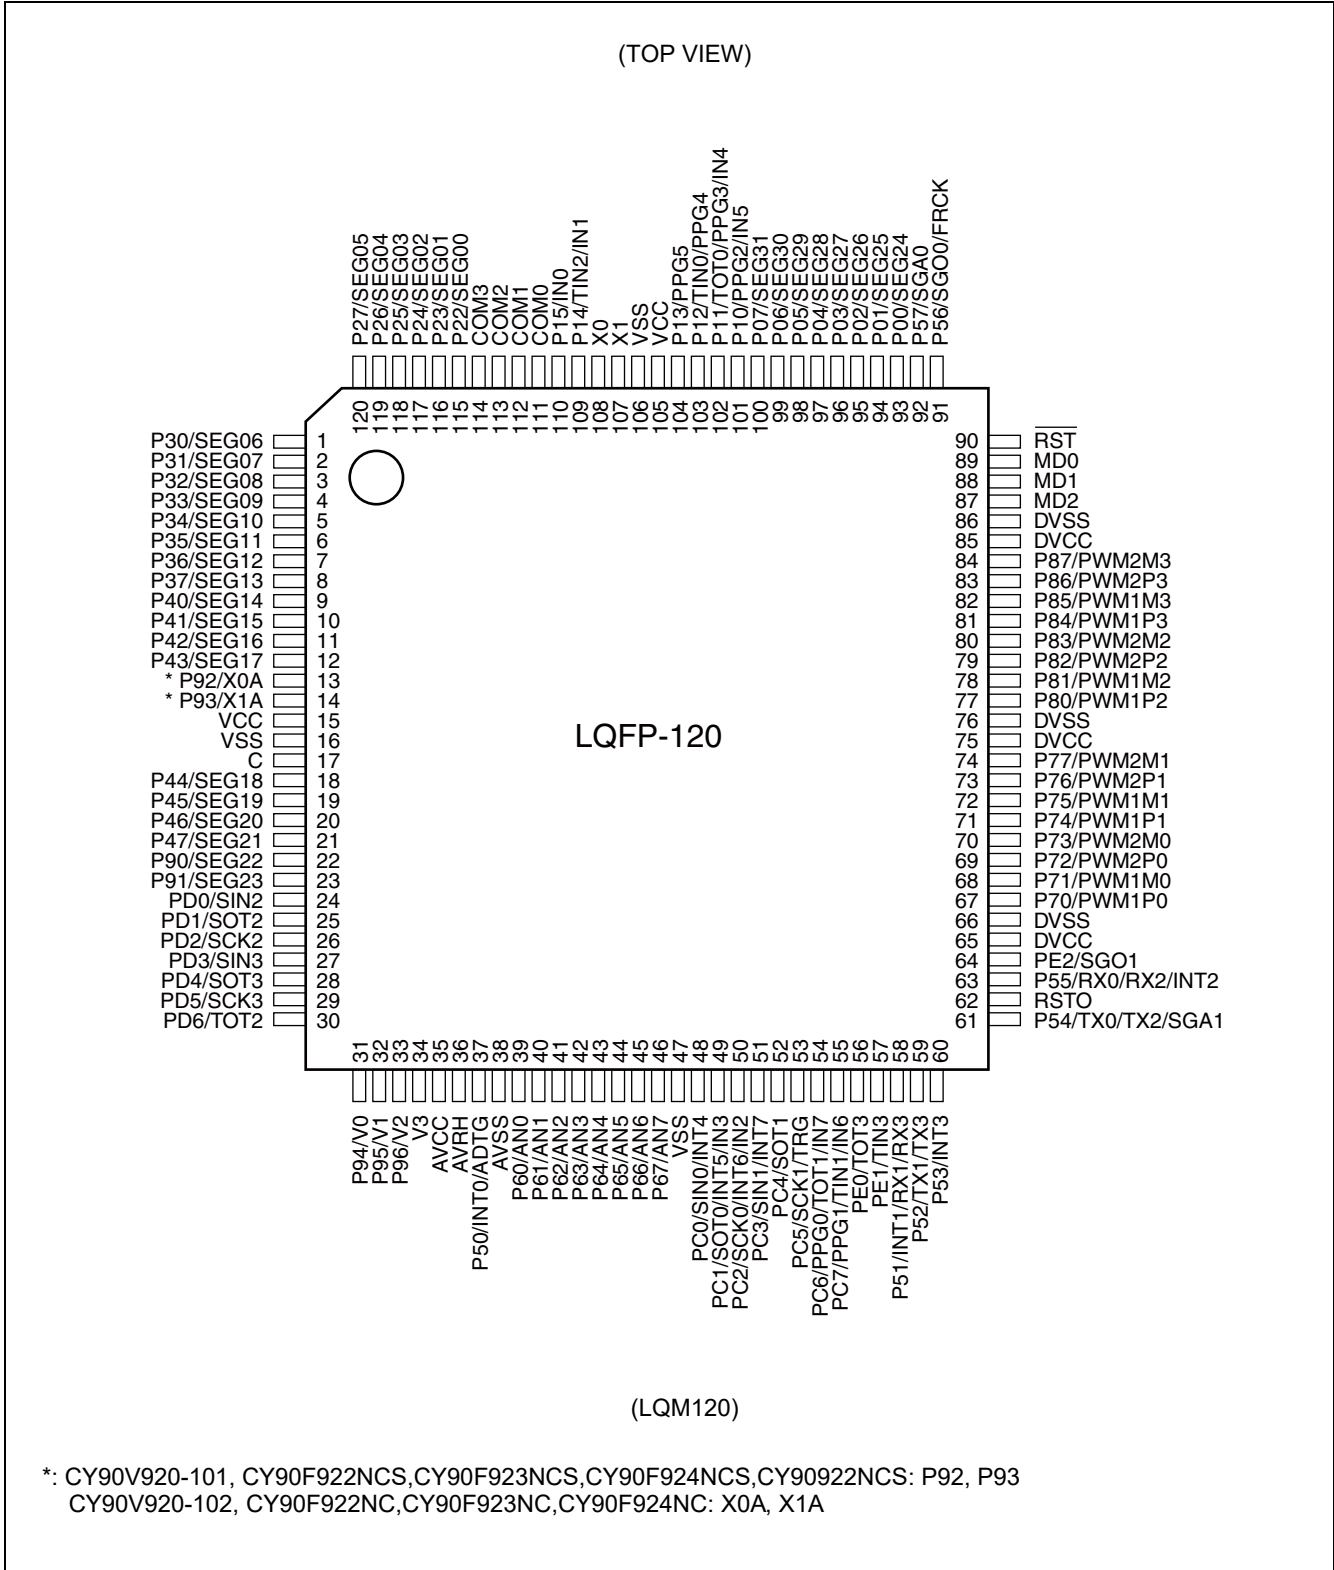 (TOP VIEW)
P27/SEG05
P26/SEG04
P25/SEG03
P24/SEG02
P23/SEG01
P22/SEG00
COM3
COM2
COM1
COM0
P15/IN0
P14/TIN2/IN1
X0
X1
VSS
VCC
P13/PPG5
P12/TIN0/PPG4
P11/TOT0/PPG3/IN4
P10/PPG2/IN5
P07/SEG31
P06/SEG30
P05/SEG29
P04/SEG28
P03/SEG27
P02/SEG26
P01/SEG25
P00/SEG24
P57/SGA0
P56/SGO0/FRCK
120
119
118
117
116
115
114
113
112
111
110
109
108
107
106
105
104
103
102
101
100
99
98
97
96
95
94
93
92
91
P30/SEG06 1 90 RST
P31/SEG07 2 89 MD0
P32/SEG08 3 88 MD1
P33/SEG09 4 87 MD2
P34/SEG10 5 86 DVSS
P35/SEG11 6 85 DVCC
P36/SEG12 7 84 P87/PWM2M3
P37/SEG13 8 83 P86/PWM2P3
P40/SEG14 9 82 P85/PWM1M3
P41/SEG15 10 81 P84/PWM1P3
P42/SEG16 11 80 P83/PWM2M2
P43/SEG17 12 79 P82/PWM2P2
* P92/X0A 13 78 P81/PWM1M2
* P93/X1A 14 77 P80/PWM1P2
VCC 15 76 DVSS
VSS 16 LQFP-120 75 DVCC
C 17 74 P77/PWM2M1
P44/SEG18 18 73 P76/PWM2P1
P45/SEG19 19 72 P75/PWM1M1
P46/SEG20 20 71 P74/PWM1P1
P47/SEG21 21 70 P73/PWM2M0
P90/SEG22 22 69 P72/PWM2P0
P91/SEG23 23 68 P71/PWM1M0
PD0/SIN2 24 67 P70/PWM1P0
PD1/SOT2 25 66 DVSS
PD2/SCK2 26 65 DVCC
PD3/SIN3 27 64 PE2/SGO1
PD4/SOT3 28 63 P55/RX0/RX2/INT2
PD5/SCK3 29 62 RSTO
PD6/TOT2 30 61 P54/TX0/TX2/SGA1
31
32
33
34
35
36
37
38
39
40
41
42
43
44
45
46
47
48
49
50
51
52
53
54
55
56
57
58
59
60
P94/V0
P95/V1
P96/V2
V3
AVCC
AVRH
P50/INT0/ADTG
AVSS
P60/AN0
P61/AN1
P62/AN2
P63/AN3
P64/AN4
P65/AN5
P66/AN6
P67/AN7
VSS
PC0/SIN0/INT4
PC1/SOT0/INT5/IN3
PC2/SCK0/INT6/IN2
PC3/SIN1/INT7
PC4/SOT1
PC5/SCK1/TRG
PC6/PPG0/TOT1/IN7
PC7/PPG1/TIN1/IN6
PE0/TOT3
PE1/TIN3
P51/INT1/RX1/RX3
P52/TX1/TX3
P53/INT3
(LQM120)
*: CY90V920-101, CY90F922NCS,CY90F923NCS,CY90F924NCS,CY90922NCS: P92, P93
CY90V920-102, CY90F922NC,CY90F923NC,CY90F924NC: X0A, X1A